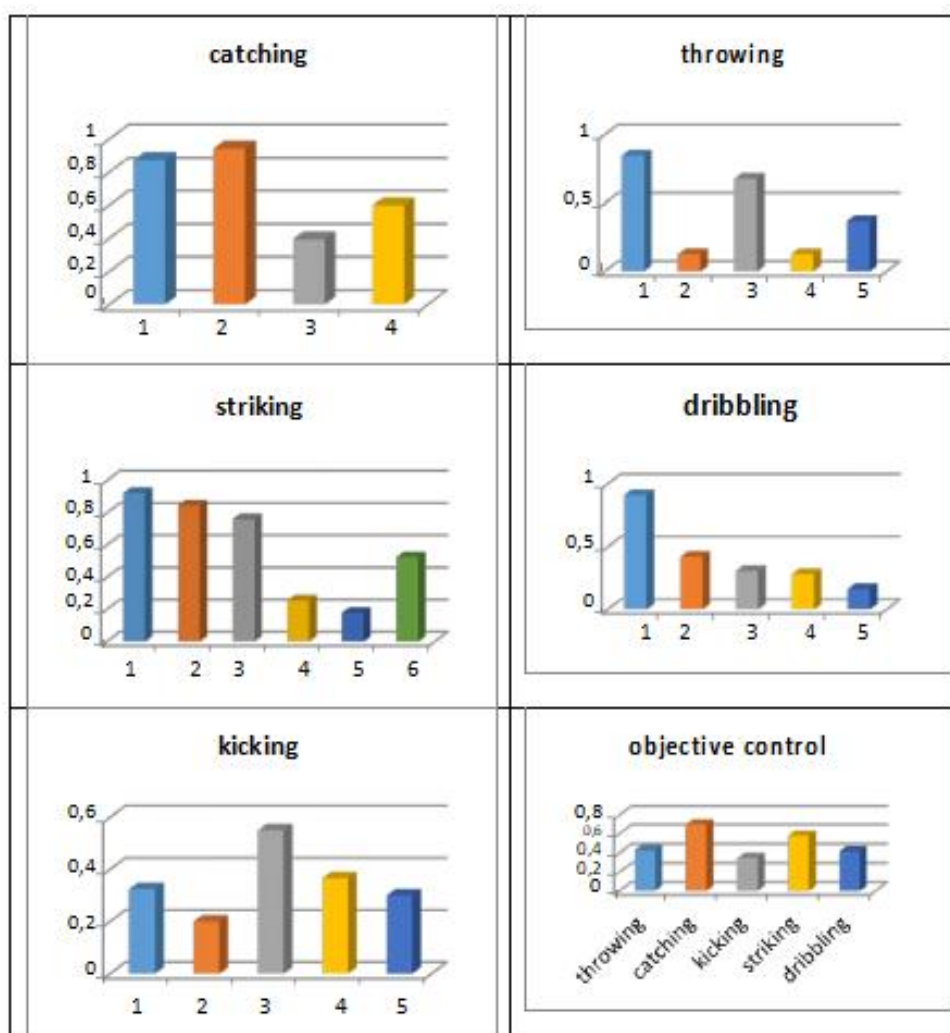 catching
1
0,8
0,6
0,4
0,2
0
1 2 3 4
throwing
1
0,5
0
1 2 3 4 5
striking
1
0,8
0,6
0,4
0,2
0
1 2 3 4 5 6
dribbling
1
0,5
0
1 2 3 4 5
kicking
0,6
0,4
0,2
0
1 2 3 4 5
objective control
0,8
0,6
0,4
0,2
0
throwing catching kicking striking dribbling